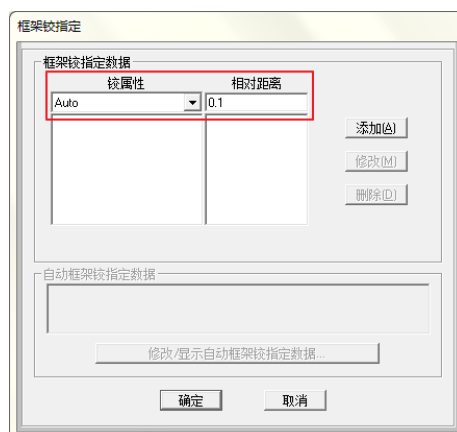 框架铰指定
框架铰指定数据
铰属性 相对距离
Auto 0.1
添加(A)
修改(M)
删除(D)
自动框架铰指定数据
修改/显示自动框架铰指定数据...
确定 取消